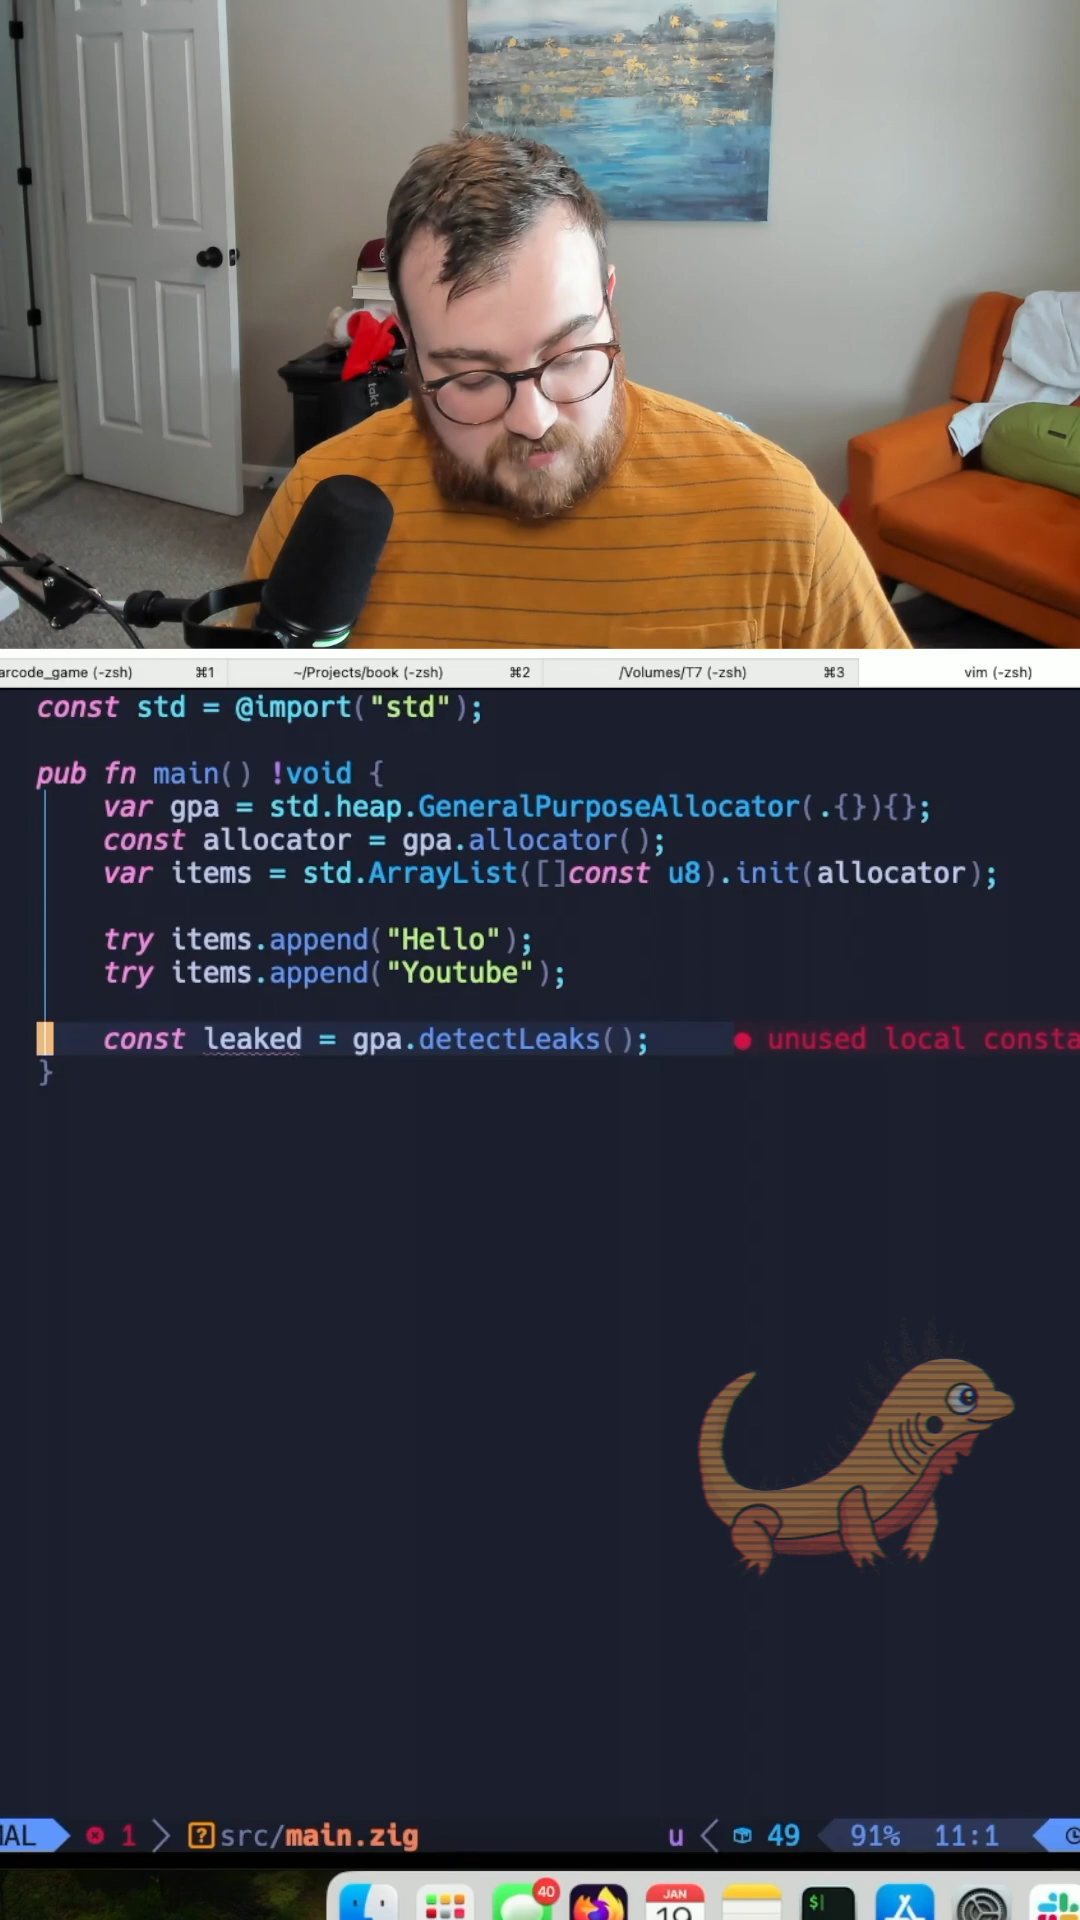 takt
arcode_game (-zsh) ⌘1 ~/Projects/book (-zsh) ⌘2 /Volumes/T7 (-zsh) ⌘3 vim (-zsh)
const std = @import("std");
pub fn main() !void {
var gpa = std.heap.GeneralPurposeAllocator(.{}){};
const allocator = gpa.allocator();
var items = std.ArrayList([]const u8).init(allocator);
try items.append("Hello");
try items.append("Youtube");
const leaked = gpa.detectLeaks(); ● unused local consta
}
MAL 1 ? src/main.zig u 49 91% 11:1
40
JAN
19
$